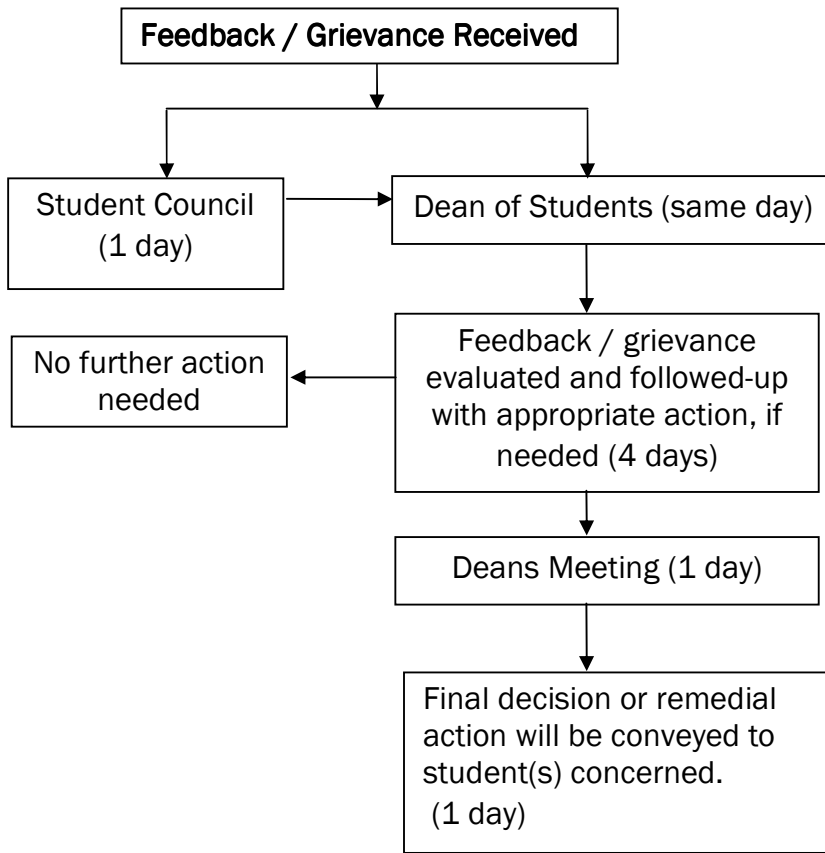 Feedback / Grievance Received
Student Council
(1 day)
Dean of Students (same day)
No further action
needed
Feedback / grievance
evaluated and followed-up
with appropriate action, if
needed (4 days)
Deans Meeting (1 day)
Final decision or remedial
action will be conveyed to
student(s) concerned.
(1 day)